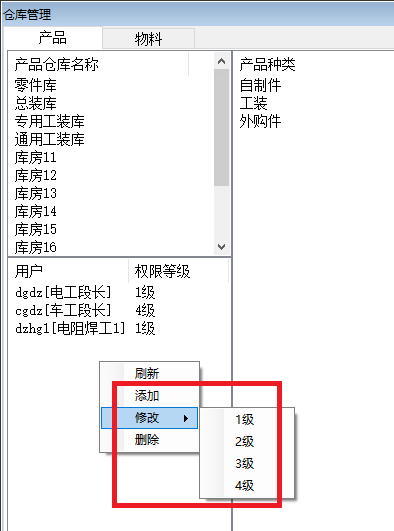 仓库管理
产品 物料
产品仓库名称
零件库
总装库
专用工装库
通用工装库
库房11
库房12
库房13
库房14
库房15
库房16
产品种类
自制件
工装
外购件
用户 权限等级
dgdz[电工段长] 1级
cgdz[车工段长] 4级
dzhg1[电阻焊工1] 1级
刷新
添加
修改
删除
1级
2级
3级
4级